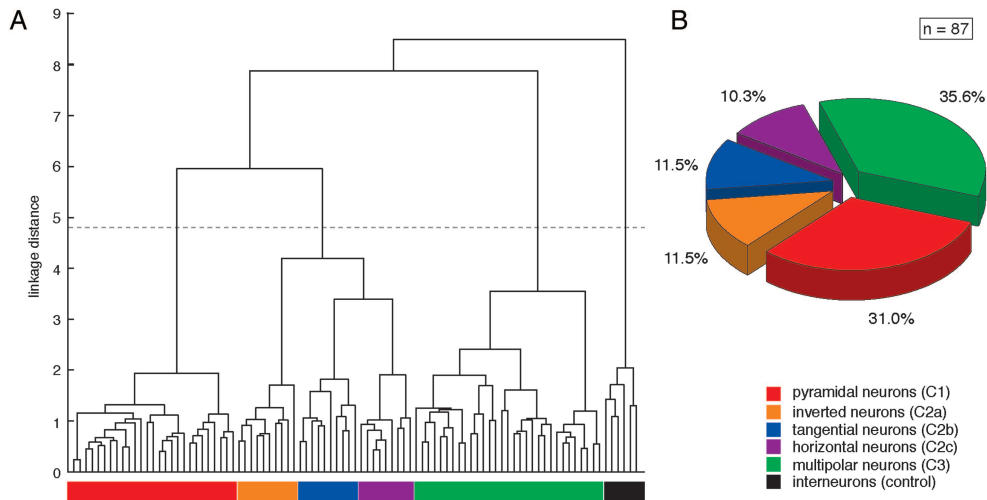 A
9
8
7
6
5
4
3
2
1
0
linkage distance
B
n = 87
10.3%
35.6%
11.5%
11.5%
31.0%
pyramidal neurons (C1)
inverted neurons (C2a)
tangential neurons (C2b)
horizontal neurons (C2c)
multipolar neurons (C3)
interneurons (control)